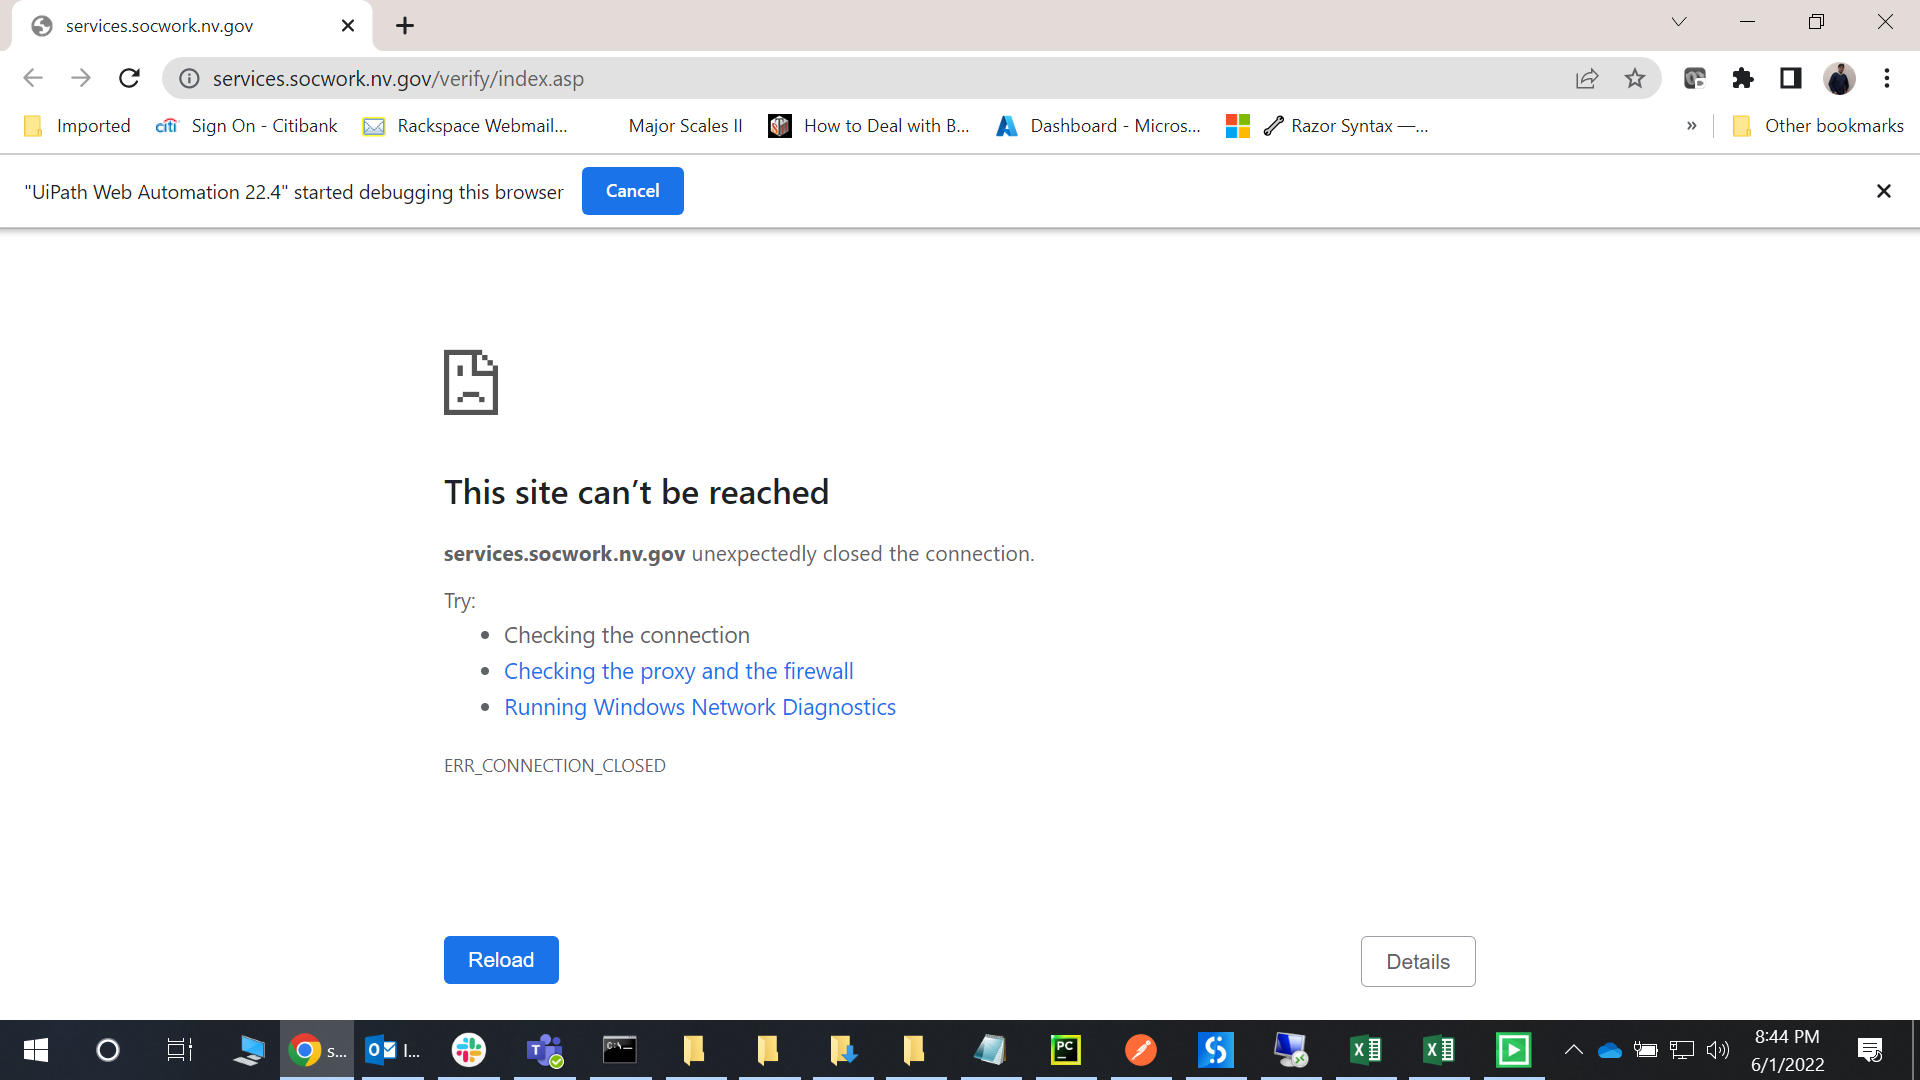 services.socwork.nv.gov
services.socwork.nv.gov/verify/index.asp
Imported
citi Sign On - Citibank
Rackspace Webmail...
Major Scales II
How to Deal with B...
Dashboard - Micros...
Razor Syntax —...
»
Other bookmarks
"UiPath Web Automation 22.4" started debugging this browser
Cancel
This site can’t be reached
services.socwork.nv.gov unexpectedly closed the connection.
Try:
• Checking the connection
• Checking the proxy and the firewall
• Running Windows Network Diagnostics
ERR_CONNECTION_CLOSED
Reload
Details
s...
I...
PC
8:44 PM
6/1/2022